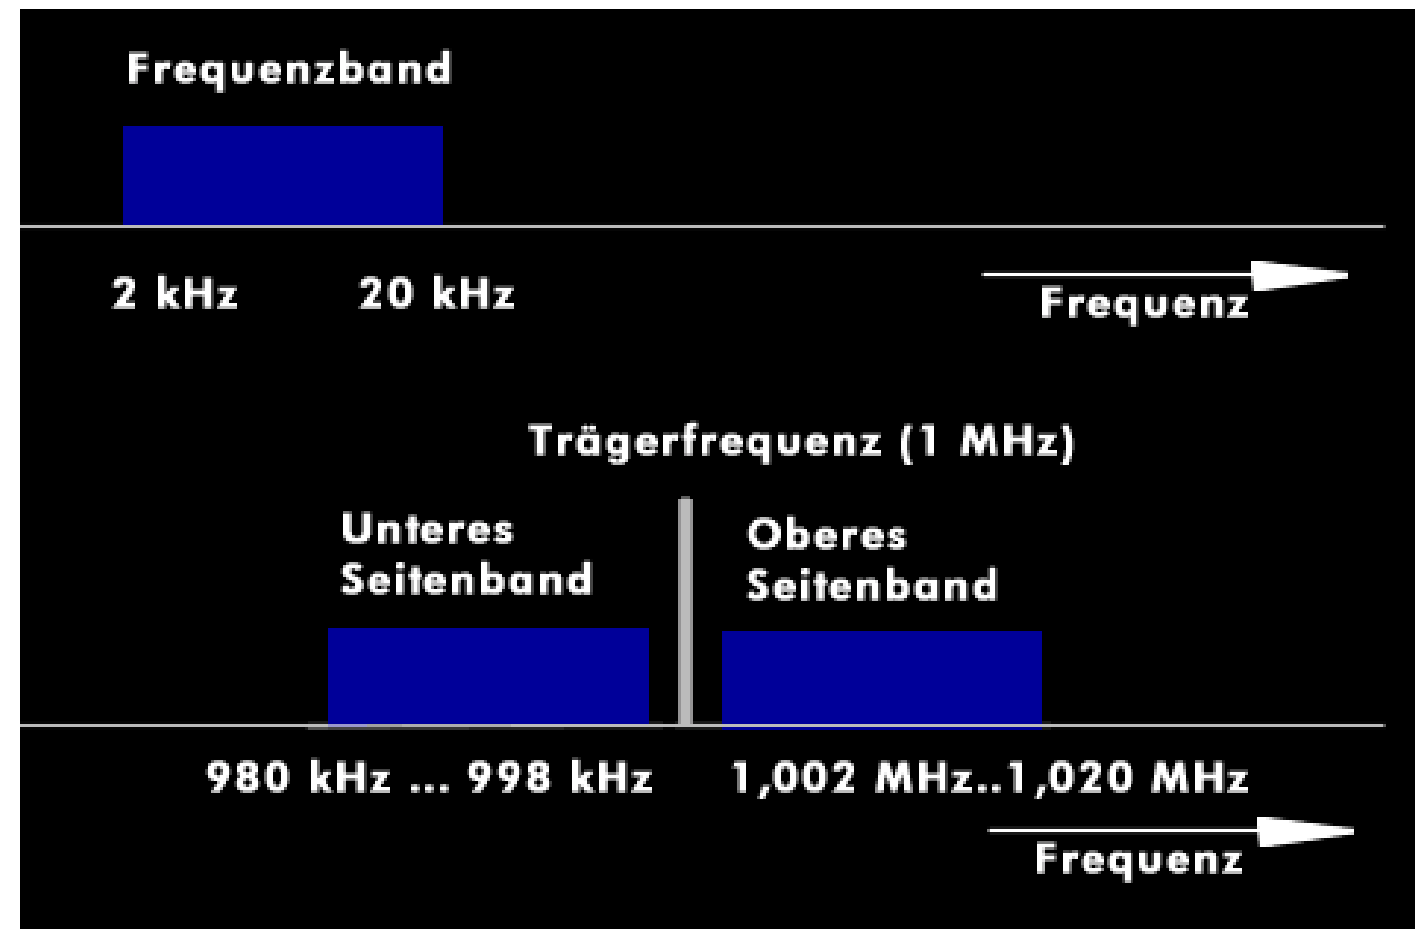 Frequenzband
2 kHz 20 kHz
Frequenz
Trägerfrequenz (1 MHz)
Unteres
Seitenband
Oberes
Seitenband
980 kHz ... 998 kHz 1,002 MHz..1,020 MHz
Frequenz